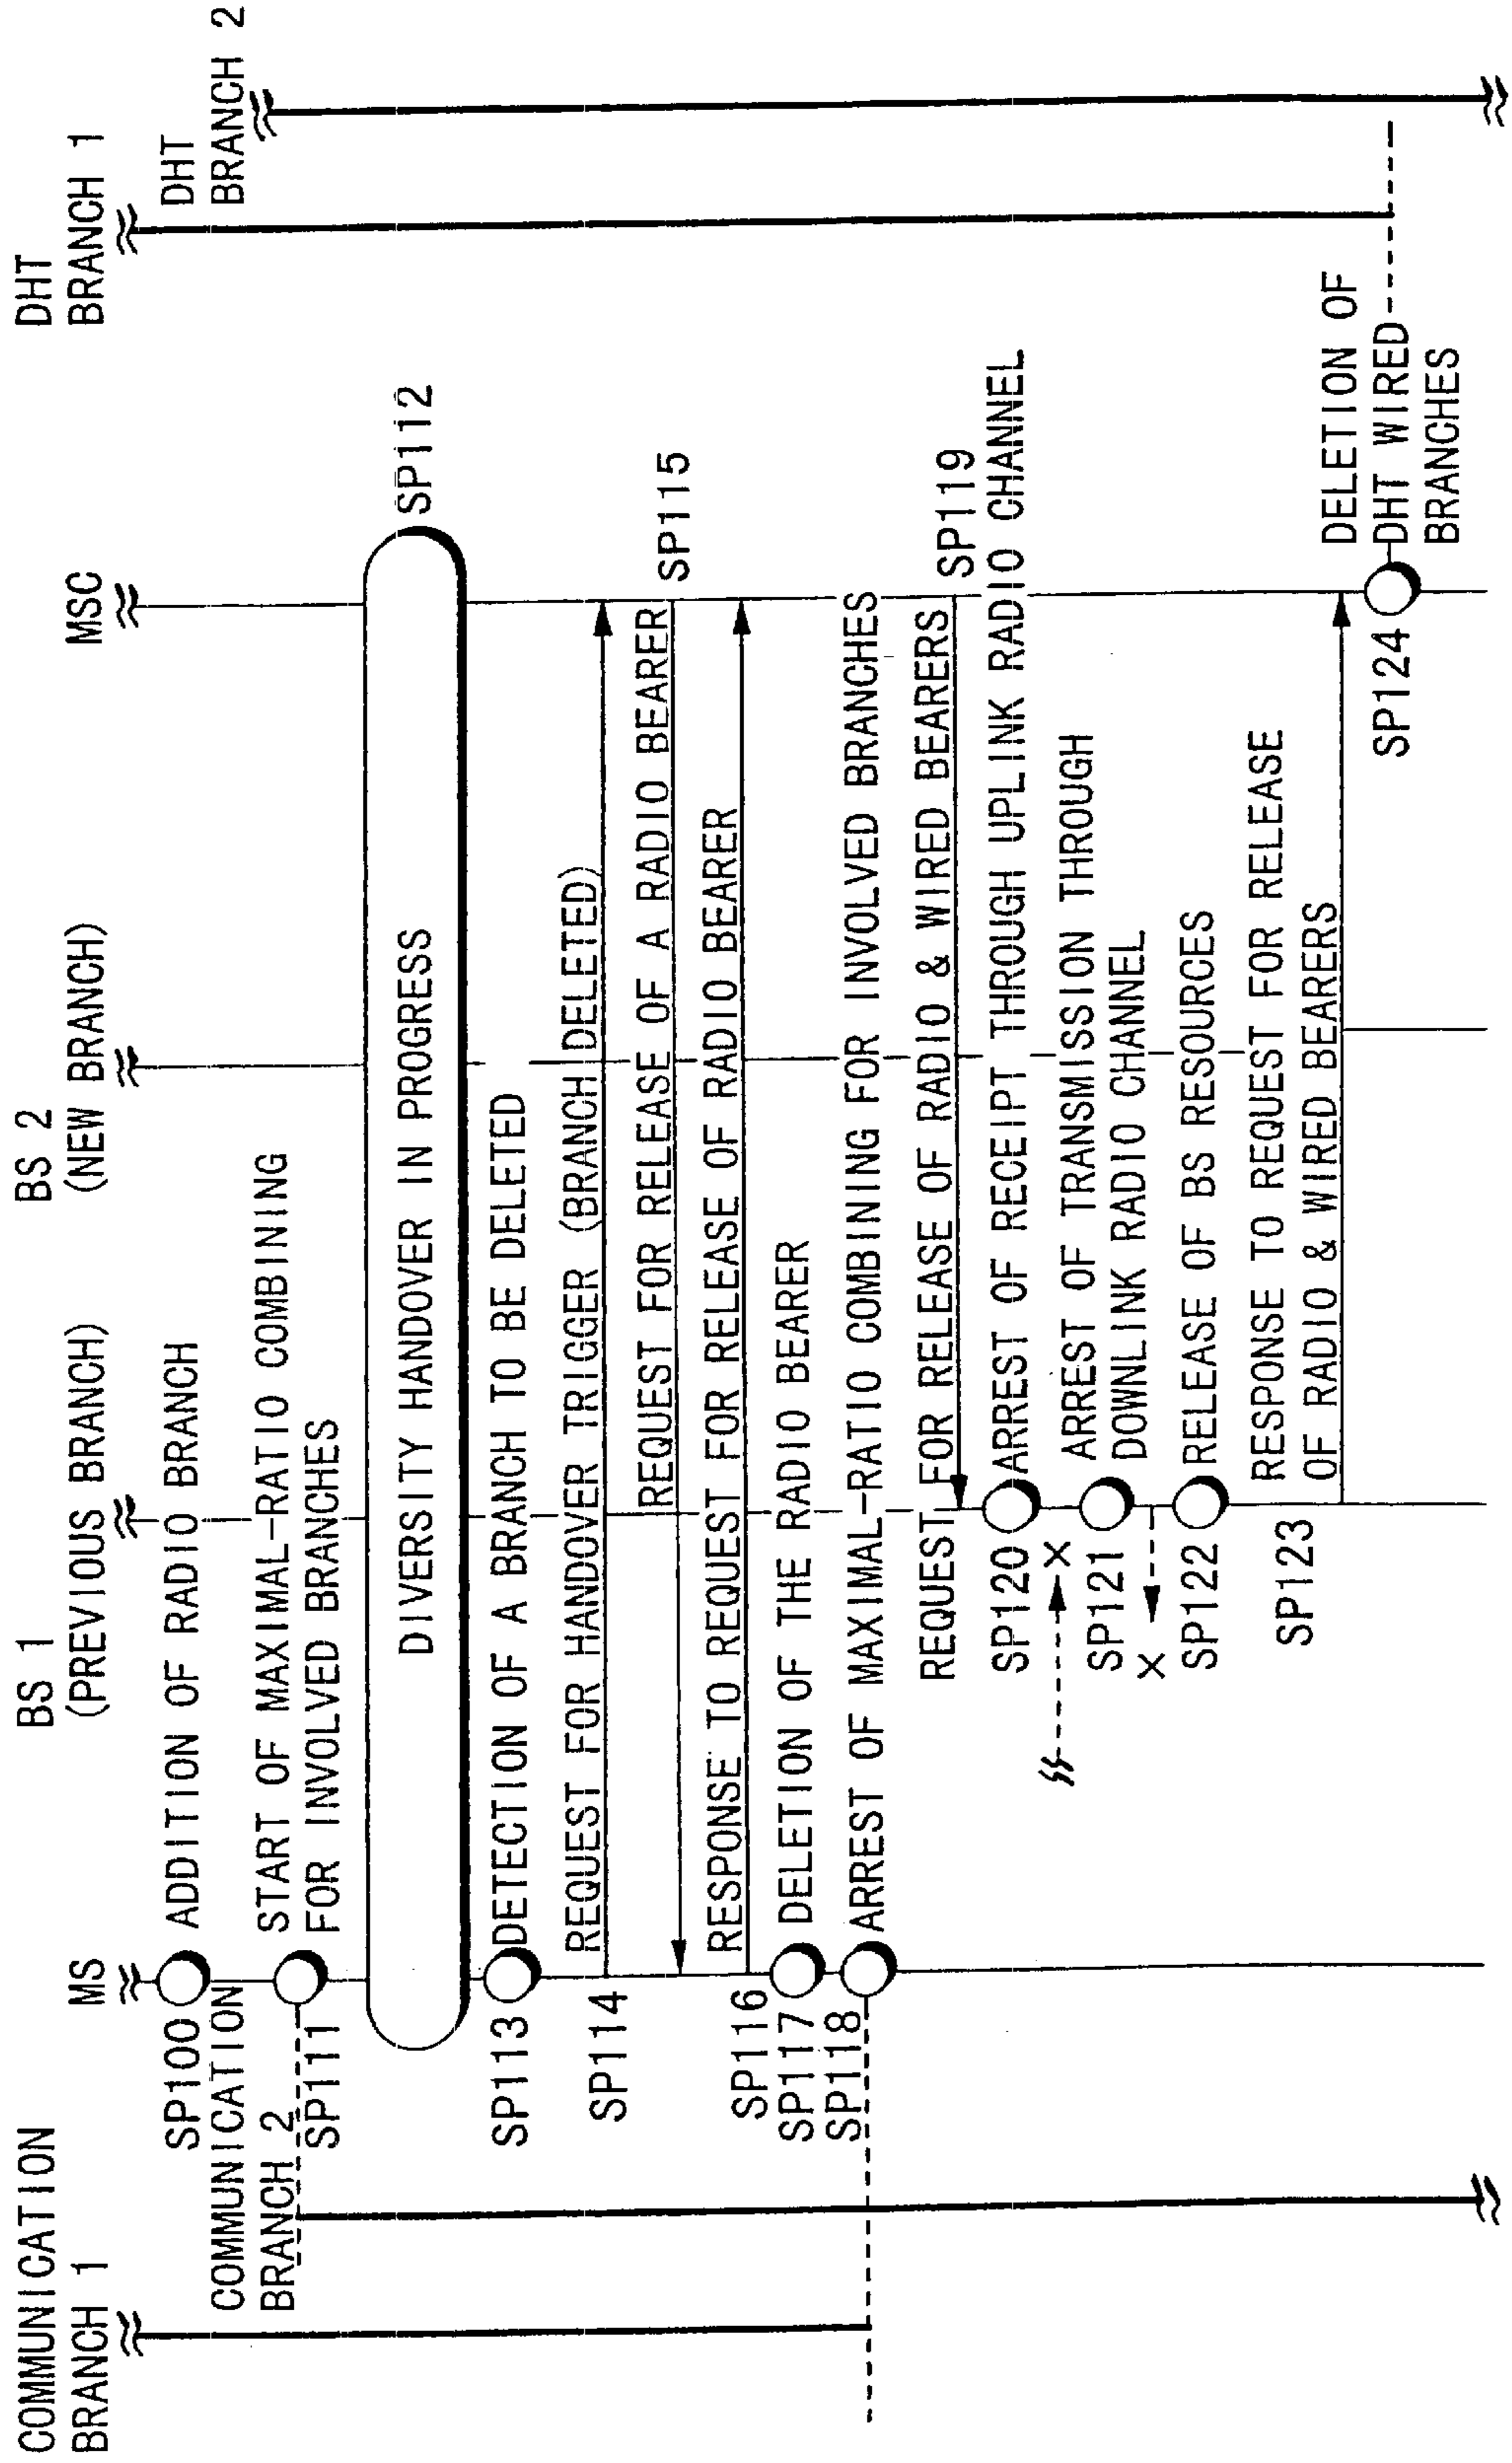 COMMUNICATION
BRANCH 1
MS
BS 1
(PREVIOUS BRANCH)
BS 2
(NEW BRANCH)
MSC
DHT
BRANCH 1
DHT
BRANCH 2
SP100
ADDITION OF RADIO BRANCH
COMMUNICATION
BRANCH 2
SP111
START OF MAXIMAL-RATIO COMBINING
FOR INVOLVED BRANCHES
DIVERSITY HANDOVER IN PROGRESS
SP112
SP113
DETECTION OF A BRANCH TO BE DELETED
SP114
REQUEST FOR HANDOVER TRIGGER (BRANCH DELETED)
REQUEST FOR RELEASE OF A RADIO BEARER
SP115
SP116
RESPONSE TO REQUEST FOR RELEASE OF RADIO BEARER
SP117
DELETION OF THE RADIO BEARER
SP118
ARREST OF MAXIMAL-RATIO COMBINING FOR INVOLVED BRANCHES
REQUEST FOR RELEASE OF RADIO & WIRED BEARERS
SP119
SP120
ARREST OF RECEIPT THROUGH UPLINK RADIO CHANNEL
X
SP121
ARREST OF TRANSMISSION THROUGH
DOWNLINK RADIO CHANNEL
X
SP122
RELEASE OF BS RESOURCES
SP123
RESPONSE TO REQUEST FOR RELEASE
OF RADIO & WIRED BEARERS
SP124
DELETION OF
DHT WIRED
BRANCHES